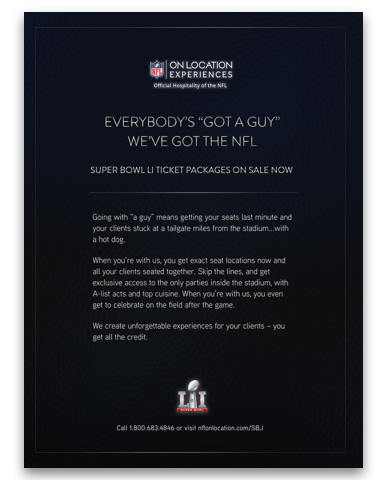 NFL
ON LOCATION
EXPERIENCES
Official Hospitality of the NFL
EVERYBODY'S “GOT A GUY”
WE'VE GOT THE NFL
SUPER BOWL LI TICKET PACKAGES ON SALE NOW
Going with “a guy” means getting your seats last minute and
your clients stuck at a tailgate miles from the stadium...with
a hot dog.
When you're with us, you get exact seat locations now and
all your clients seated together. Skip the lines, and get
exclusive access to the only parties inside the stadium, with
A-list acts and top cuisine. When you're with us, you even
get to celebrate on the field after the game.
We create unforgettable experiences for your clients – you
get all the credit.
LI
SUPER BOWL
Call 1.800.683.4846 or visit nflonlocation.com/SBJ